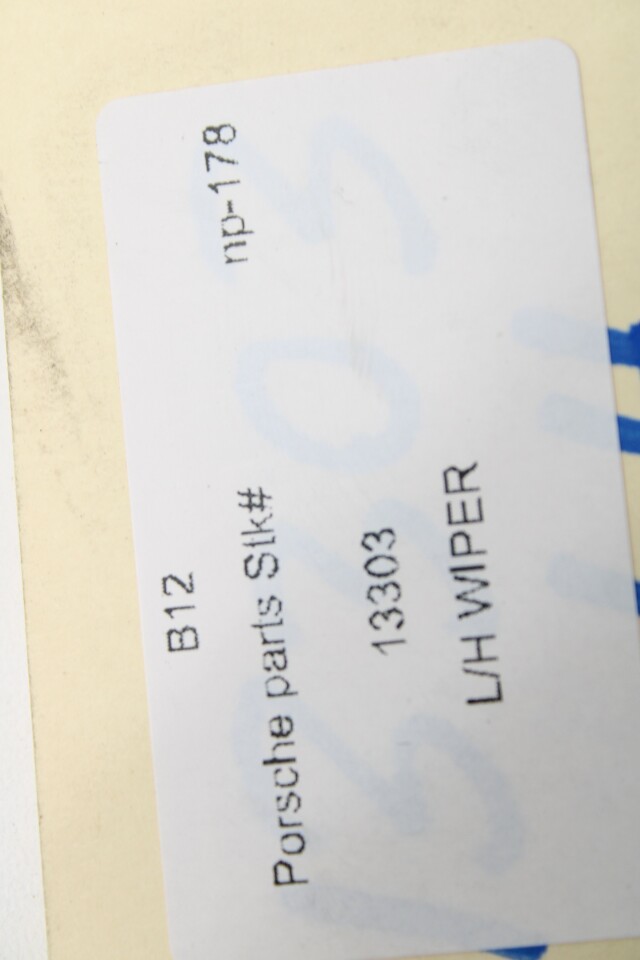 B12
Porsche parts Stk# np-178
13303
L/H WIPER